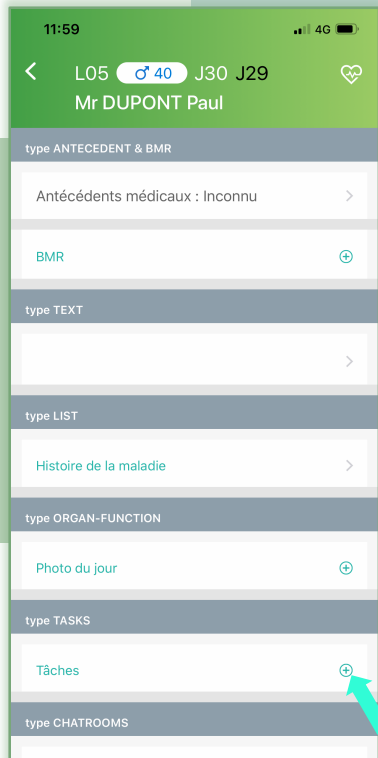 11:59 4G
L05 ♂ 40 J30 J29
Mr DUPONT Paul
type ANTECEDENT & BMR
Antécédents médicaux : Inconnu
BMR
type TEXT
type LIST
Histoire de la maladie
type ORGAN-FUNCTION
Photo du jour
type TASKS
Tâches
type CHATROOMS